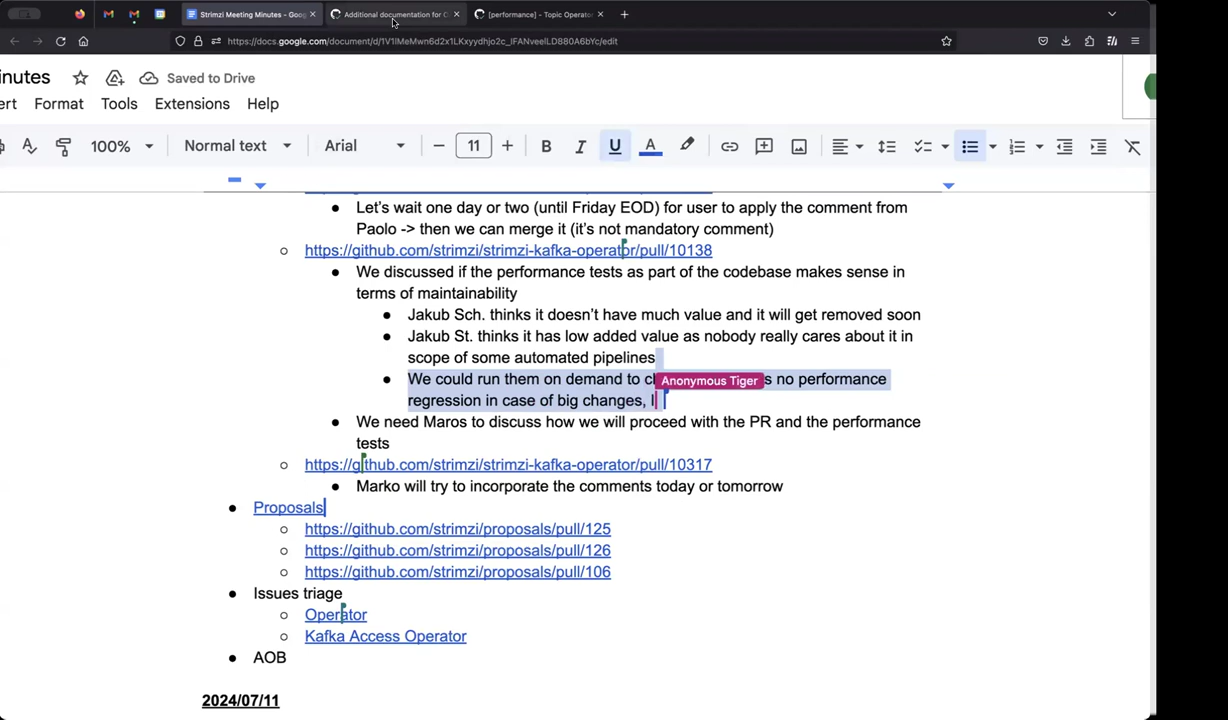 Strimzi Meeting Minutes - Goog
Additional documentation for C
[performance] - Topic Operator
https://docs.google.com/document/d/1V1lMeMwn6d2x1LKxyydhjo2c_lFANveelLD880A6bYc/edit
inutes
Saved to Drive
ert Format Tools Extensions Help
100% Normal text Arial 11
Let's wait one day or two (until Friday EOD) for user to apply the comment from
Paolo -> then we can merge it (it's not mandatory comment)
https://github.com/strimzi/strimzi-kafka-operator/pull/10138
We discussed if the performance tests as part of the codebase makes sense in
terms of maintainability
Jakub Sch. thinks it doesn't have much value and it will get removed soon
Jakub St. thinks it has low added value as nobody really cares about it in
scope of some automated pipelines
We could run them on demand to c Anonymous Tiger s no performance
regression in case of big changes, I
We need Maros to discuss how we will proceed with the PR and the performance
tests
https://github.com/strimzi/strimzi-kafka-operator/pull/10317
Marko will try to incorporate the comments today or tomorrow
Proposals
https://github.com/strimzi/proposals/pull/125
https://github.com/strimzi/proposals/pull/126
https://github.com/strimzi/proposals/pull/106
Issues triage
Operator
Kafka Access Operator
AOB
2024/07/11